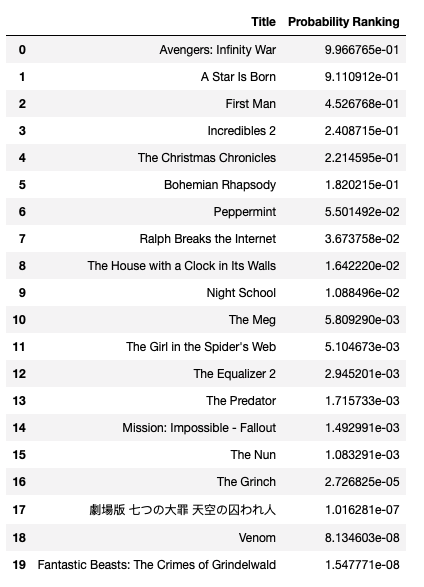 Title Probability Ranking
0 Avengers: Infinity War 9.966765e-01
1 A Star Is Born 9.110912e-01
2 First Man 4.526768e-01
3 Incredibles 2 2.408715e-01
4 The Christmas Chronicles 2.214595e-01
5 Bohemian Rhapsody 1.820215e-01
6 Peppermint 5.501492e-02
7 Ralph Breaks the Internet 3.673758e-02
8 The House with a Clock in Its Walls 1.642220e-02
9 Night School 1.088496e-02
10 The Meg 5.809290e-03
11 The Girl in the Spider's Web 5.104673e-03
12 The Equalizer 2 2.945201e-03
13 The Predator 1.715733e-03
14 Mission: Impossible - Fallout 1.492991e-03
15 The Nun 1.083291e-03
16 The Grinch 2.726825e-05
17 劇場版 七つの大罪 天空の囚われ人 1.016281e-07
18 Venom 8.134603e-08
19 Fantastic Beasts: The Crimes of Grindelwald 1.547771e-08